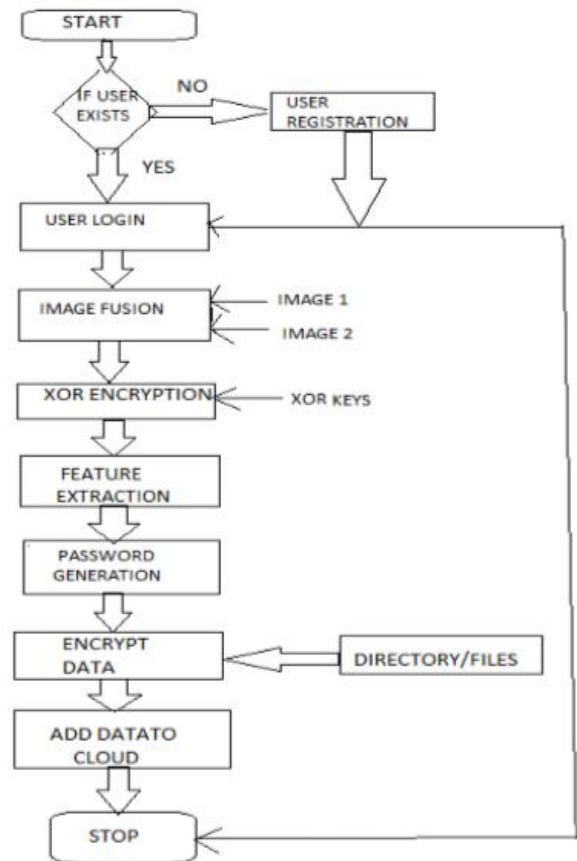 START
IF USER
EXISTS
NO
USER
REGISTRATION
YES
USER LOGIN
IMAGE FUSION
IMAGE 1
IMAGE 2
XOR ENCRYPTION
XOR KEYS
FEATURE
EXTRACTION
PASSWORD
GENERATION
ENCRYPT
DATA
DIRECTORY/FILES
ADD DATATO
CLOUD
STOP